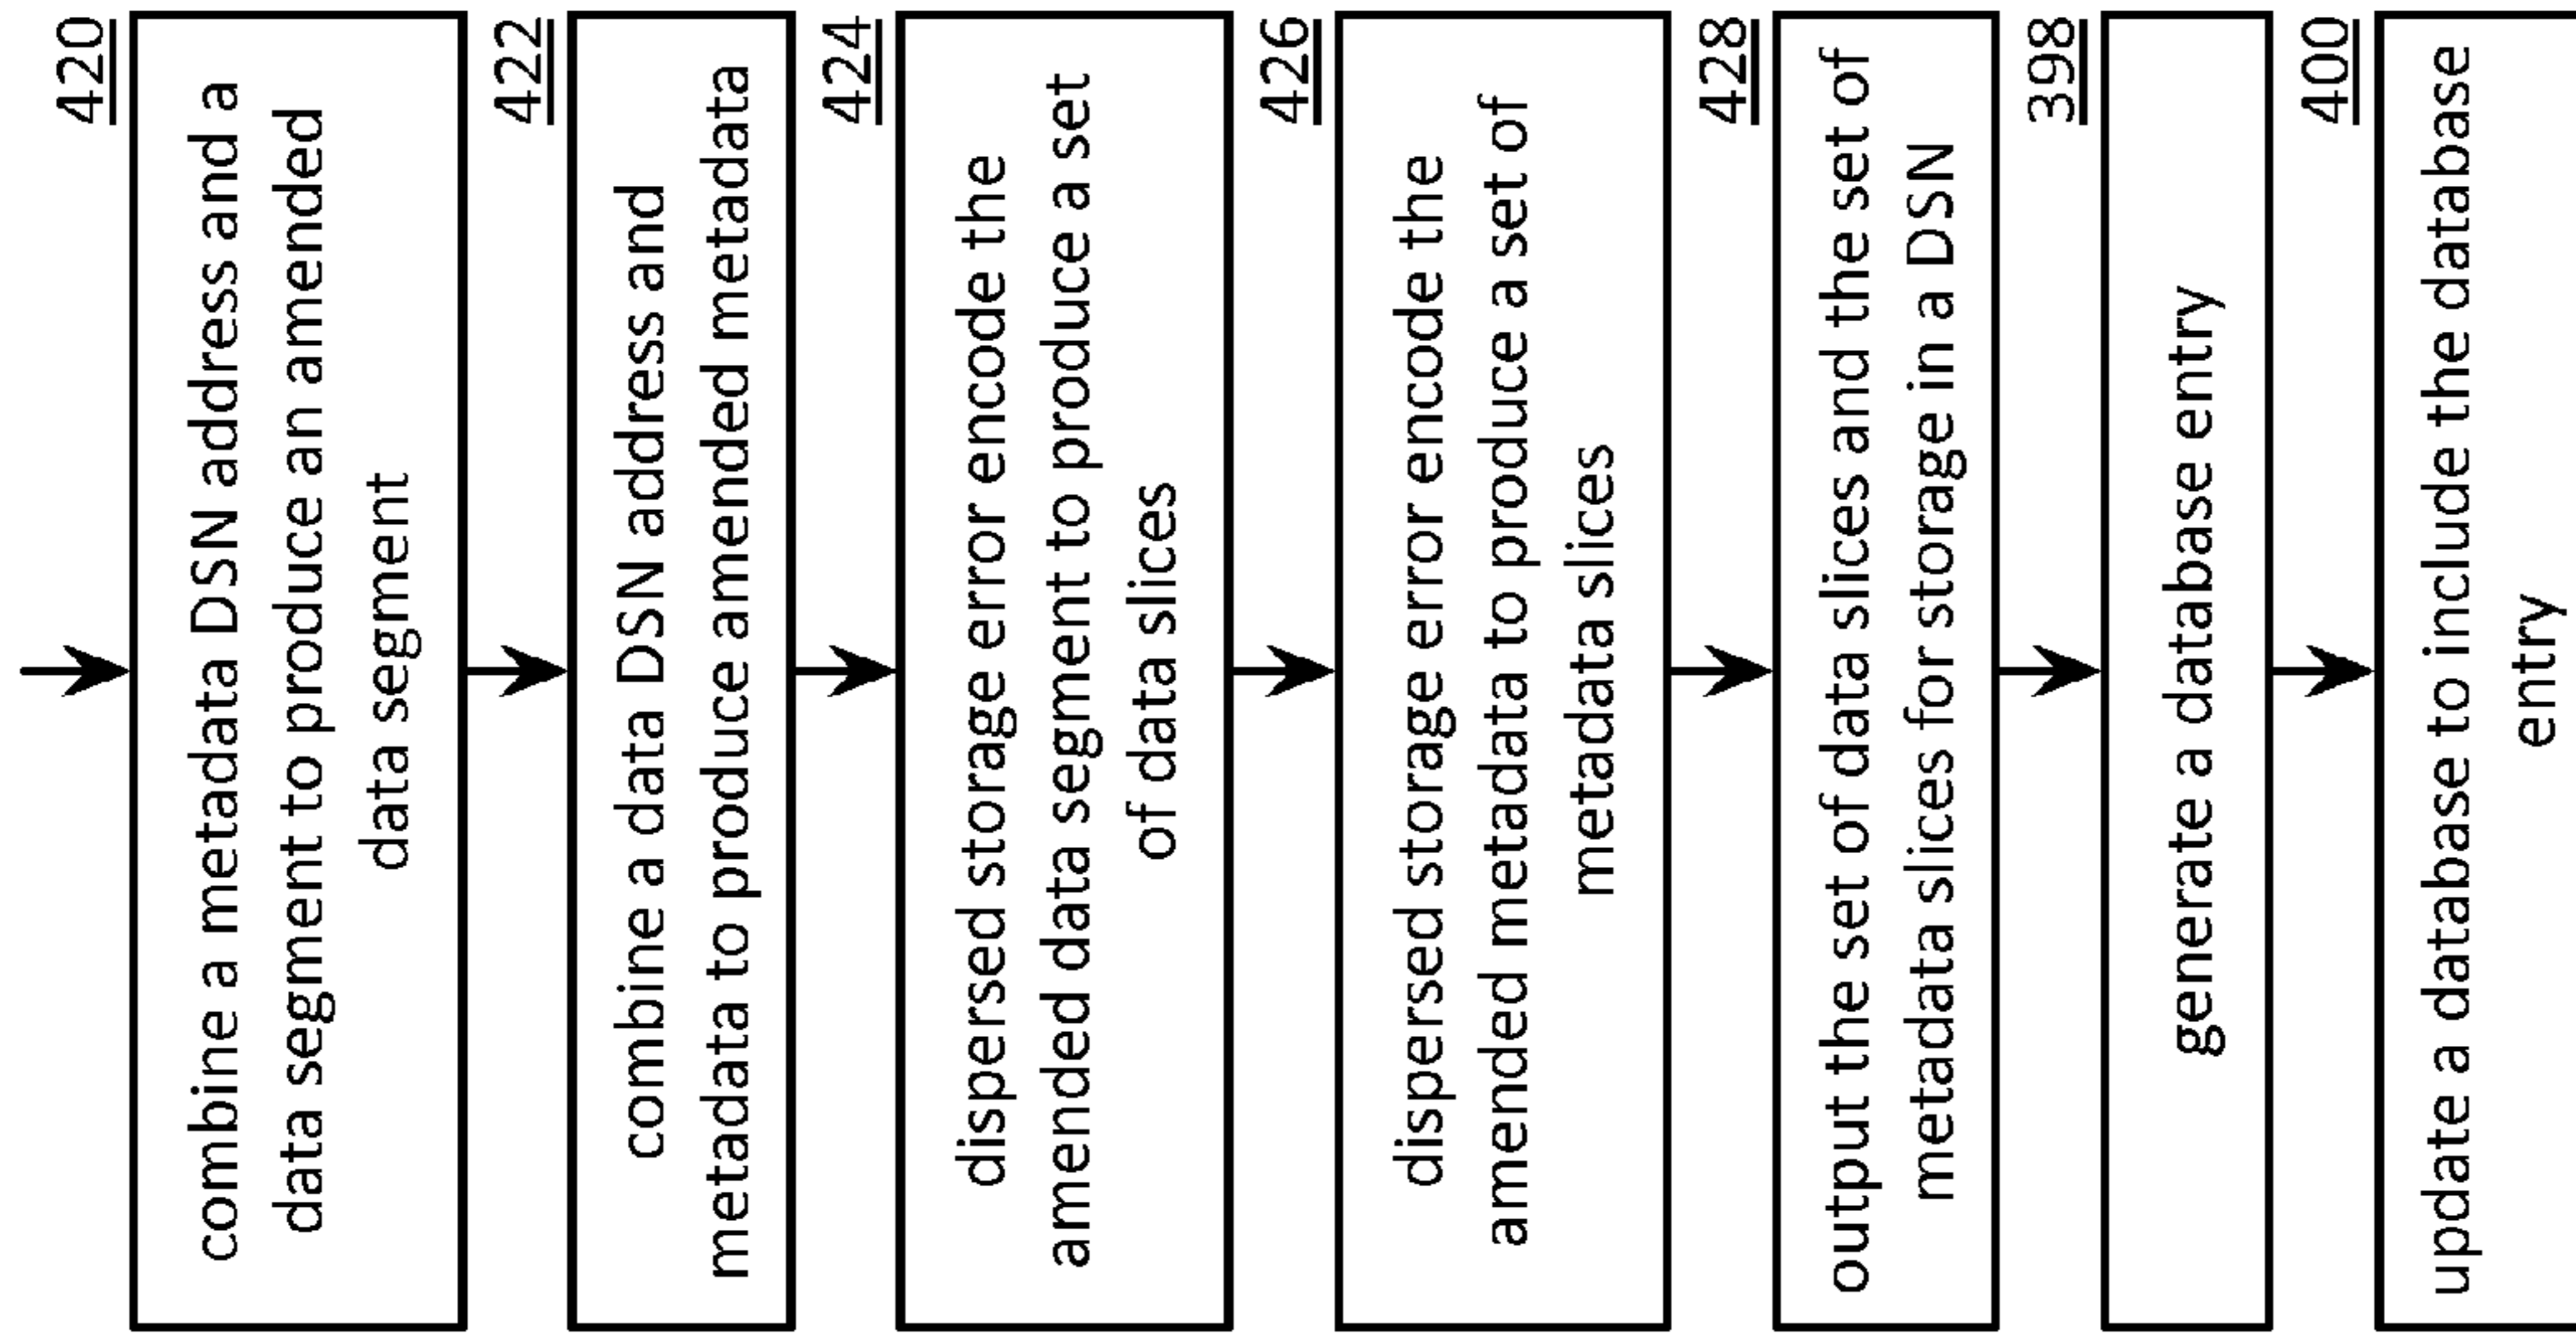 420
combine a metadata DSN address and a
data segment to produce an amended
data segment
422
combine a data DSN address and
metadata to produce amended metadata
424
dispersed storage error encode the
amended data segment to produce a set
of data slices
426
dispersed storage error encode the
amended metadata to produce a set of
metadata slices
428
output the set of data slices and the set of
metadata slices for storage in a DSN
398
generate a database entry
400
update a database to include the database
entry